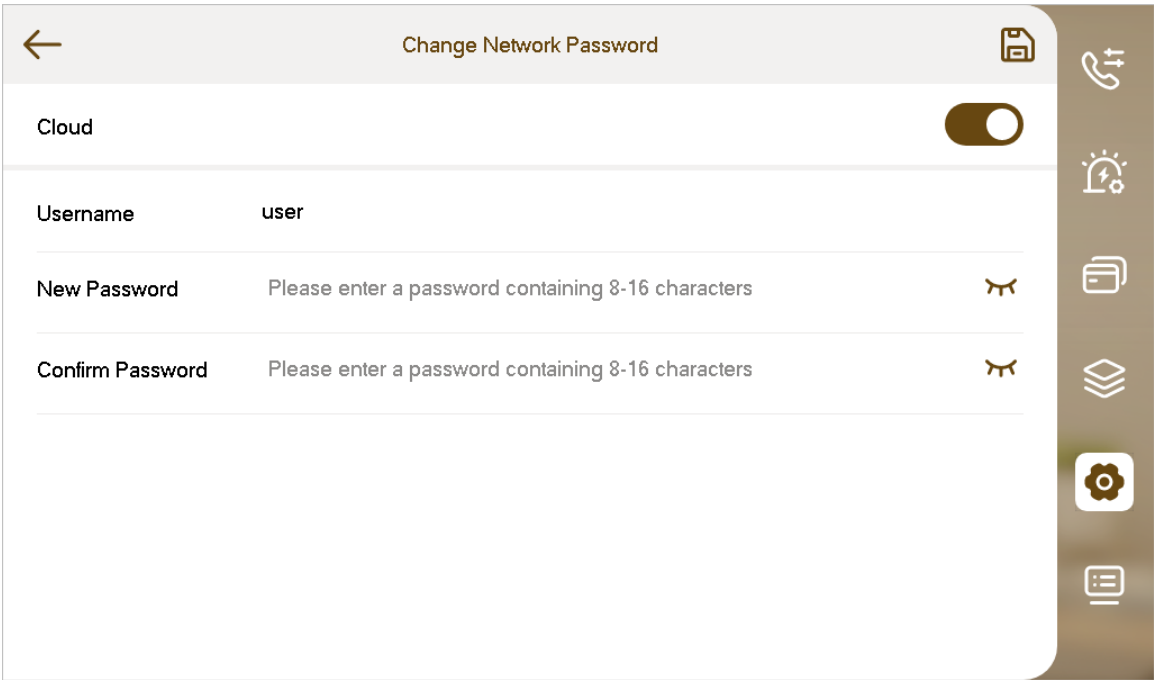 Change Network Password
Cloud
Username user
New Password Please enter a password containing 8-16 characters
Confirm Password Please enter a password containing 8-16 characters